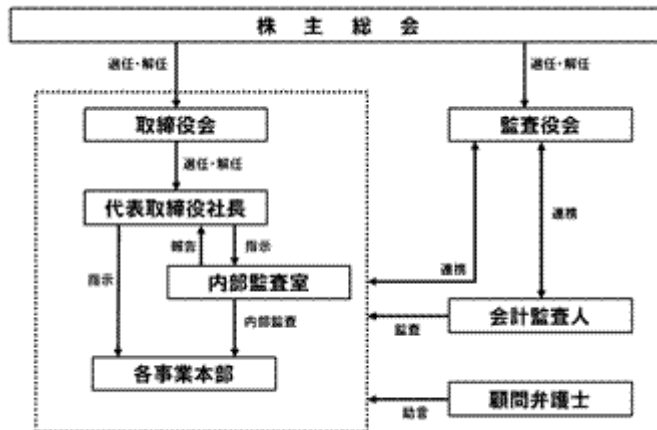 株主総会
選任・解任
選任・解任
取締役会
監査役会
選任・解任
代表取締役社長
連携
報告
指示
指示
連携
内部監査室
会計監査人
内部監査
監査
各事業本部
顧問弁護士
助言